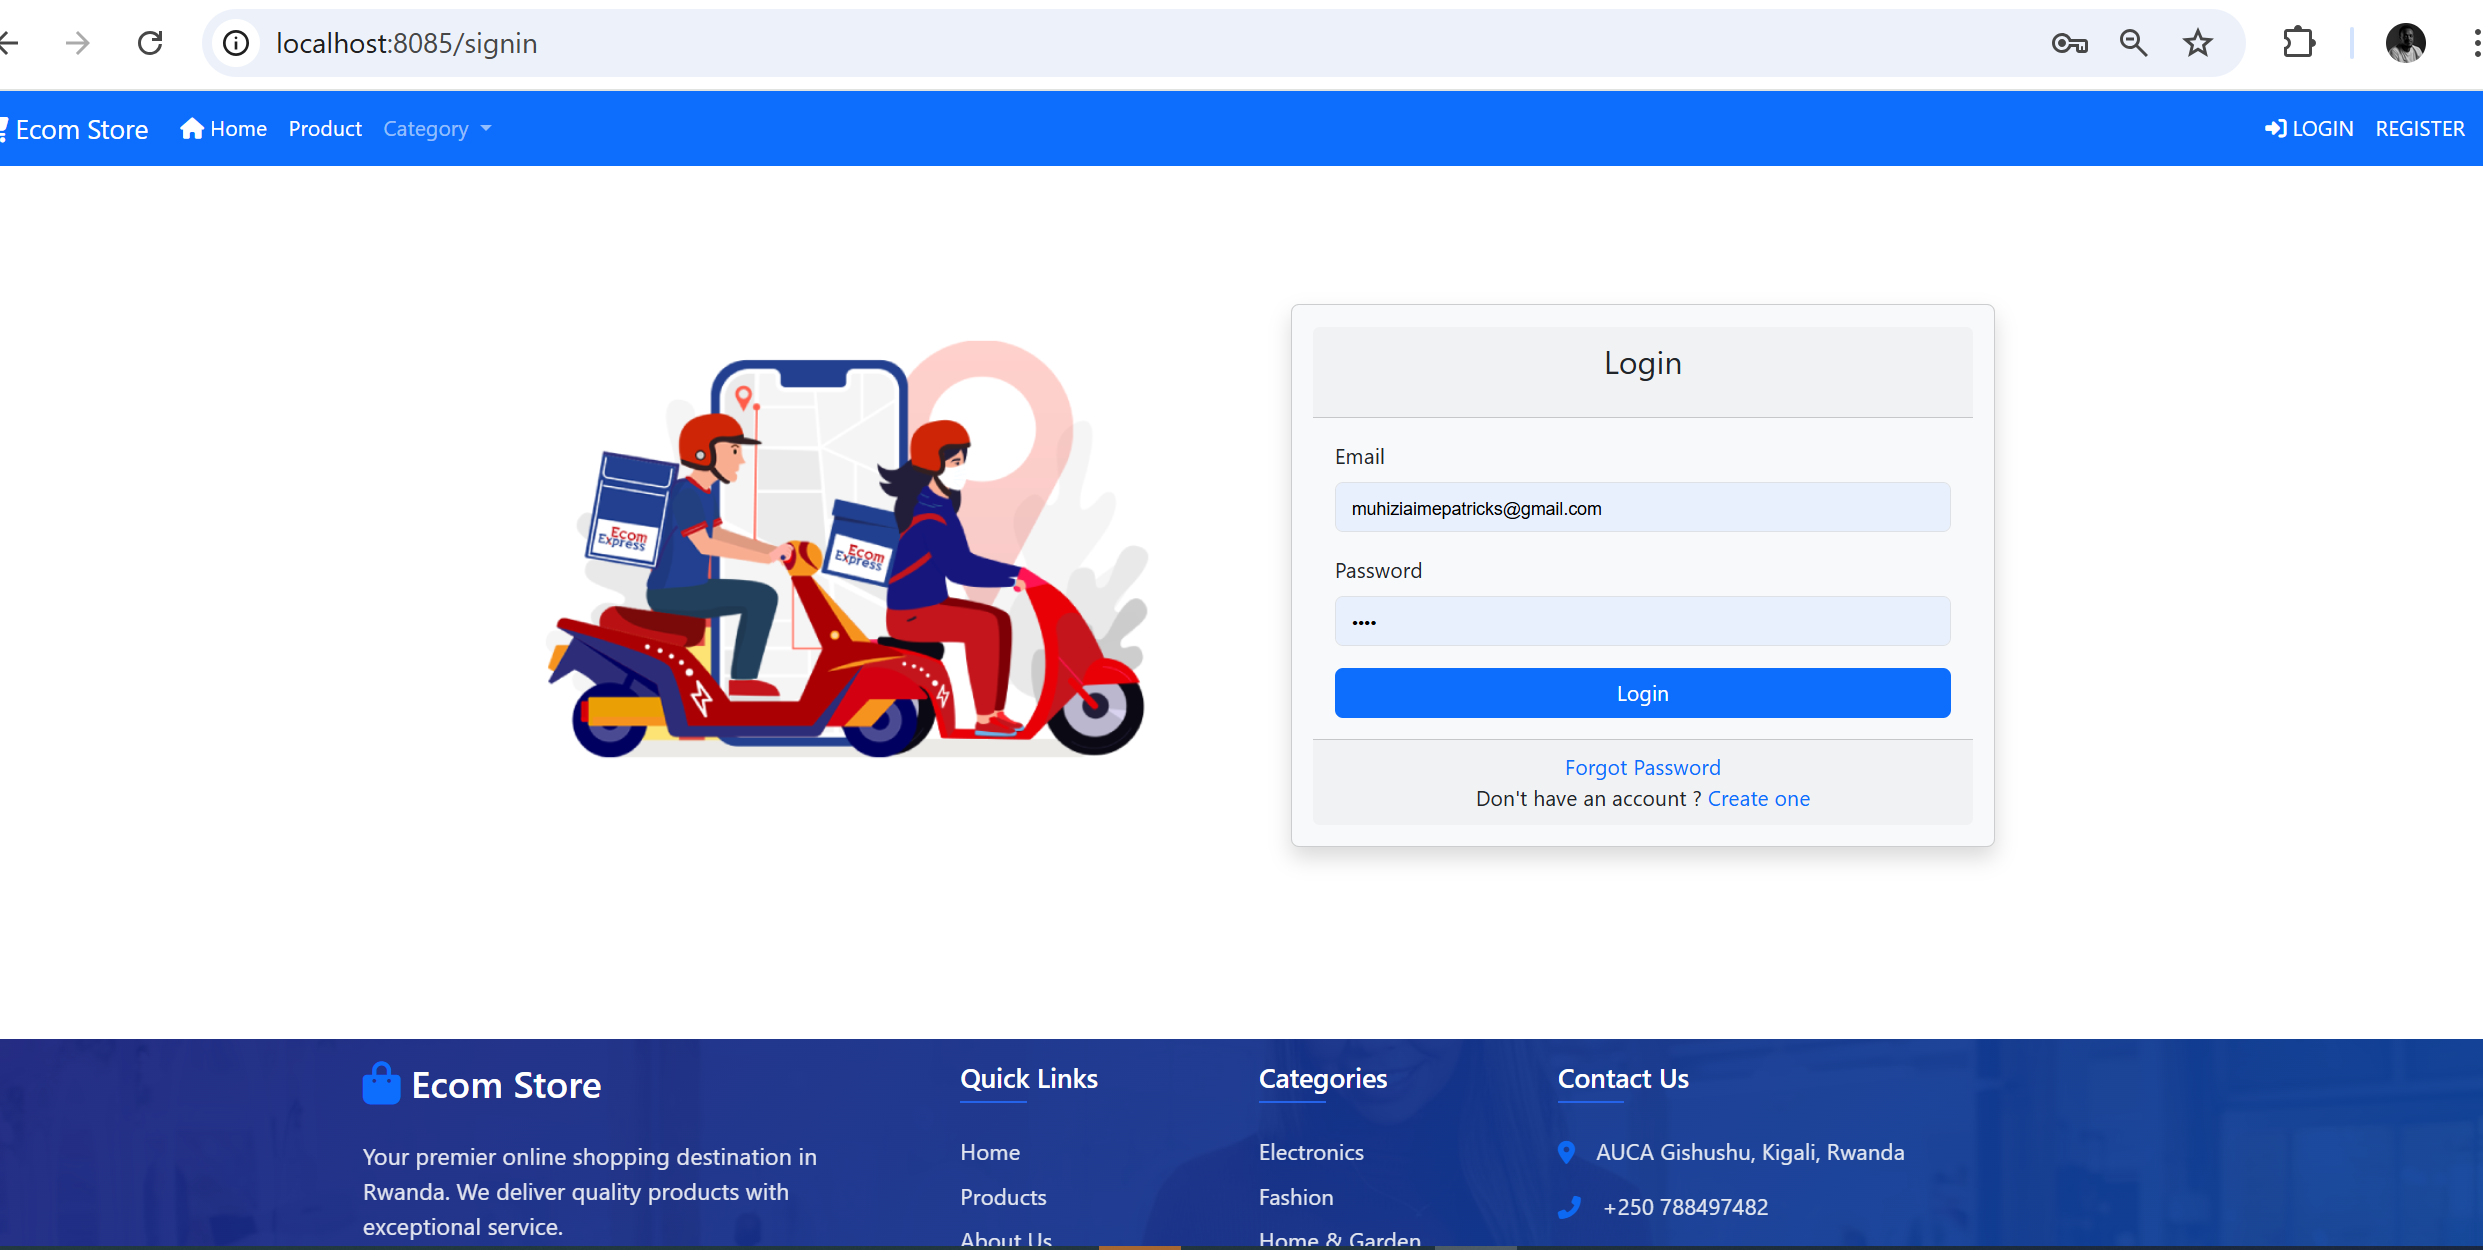 localhost:8085/signin
Ecom Store Home Product Category LOGIN REGISTER
Ecom Express
Ecom Express
Login
Email
muhiziaimepatricks@gmail.com
Password
••••
Login
Forgot Password
Don't have an account ? Create one
Ecom Store
Your premier online shopping destination in
Rwanda. We deliver quality products with
exceptional service.
Quick Links
Home
Products
About Us
Categories
Electronics
Fashion
Home & Garden
Contact Us
AUCA Gishushu, Kigali, Rwanda
+250 788497482